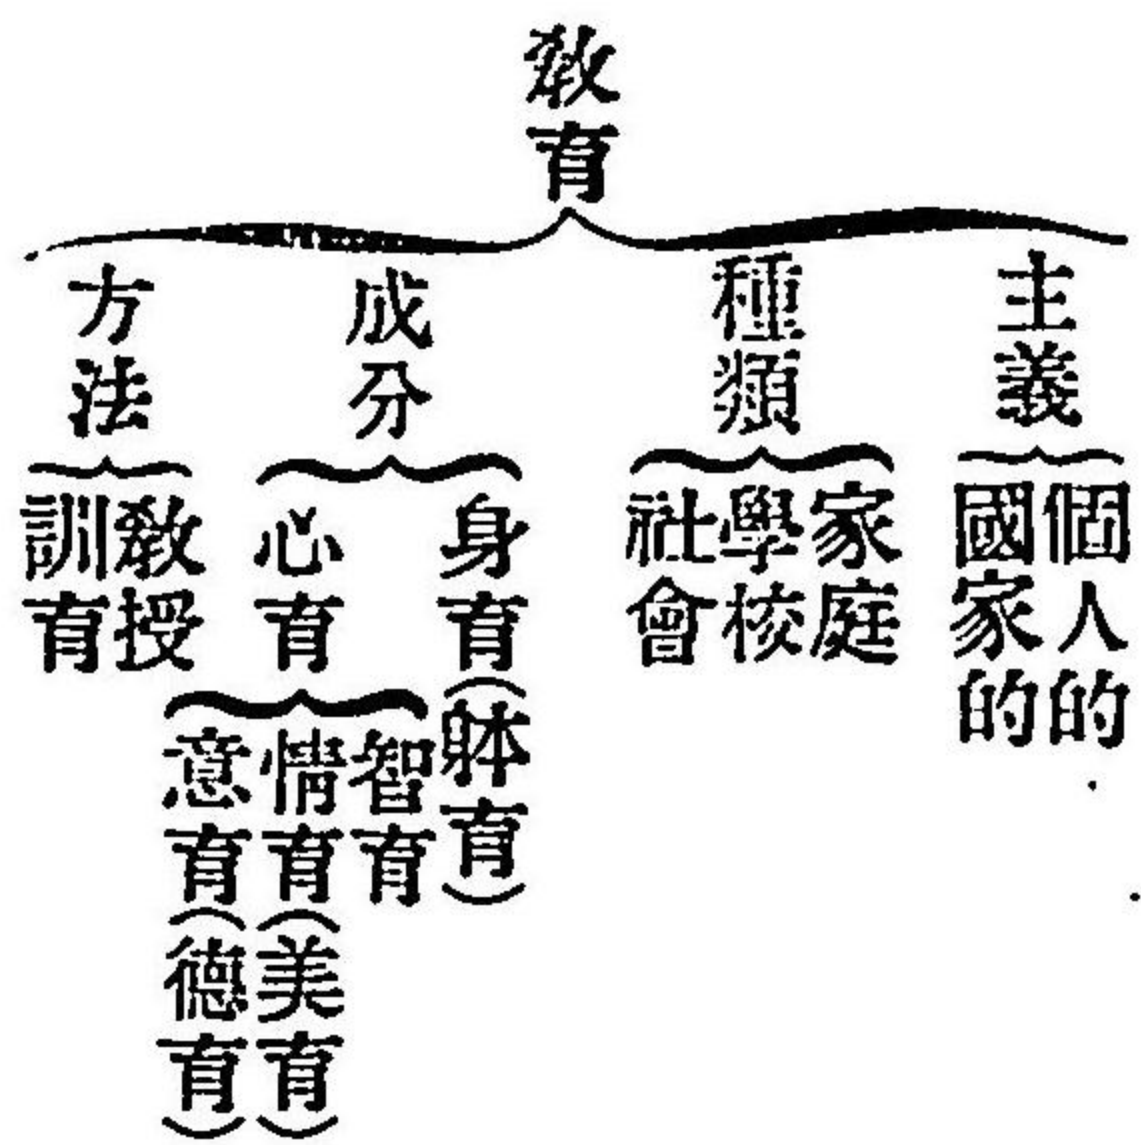 敎育
主義
個人的
國家的
種類
家庭
學校
社會
成分
身育(躰育)
心育
智育
情育(美育)
意育(德育)
方法
敎授
訓育